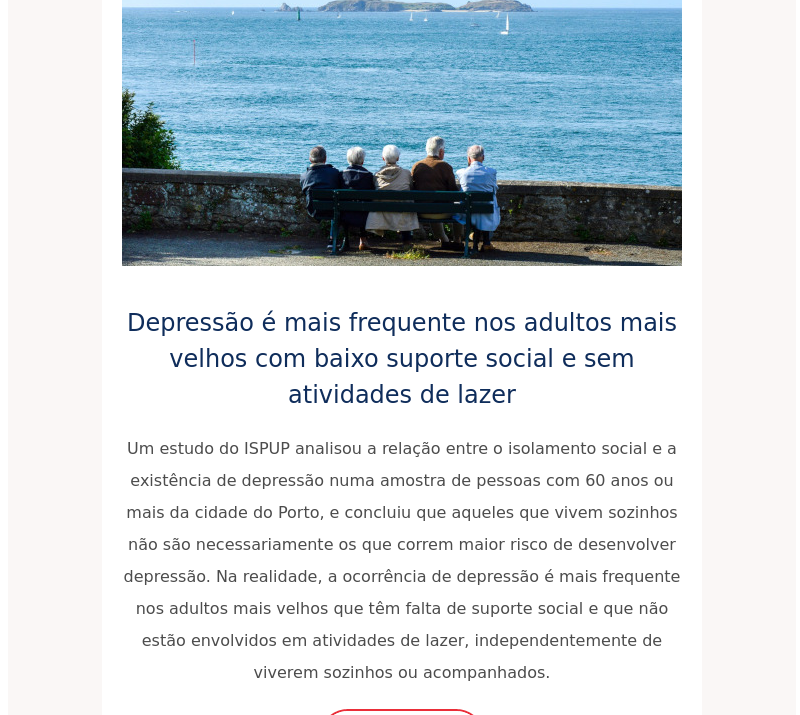 Depressão é mais frequente nos adultos mais
velhos com baixo suporte social e sem
atividades de lazer
Um estudo do ISPUP analisou a relação entre o isolamento social e a
existência de depressão numa amostra de pessoas com 60 anos ou
mais da cidade do Porto, e concluiu que aqueles que vivem sozinhos
não são necessariamente os que correm maior risco de desenvolver
depressão. Na realidade, a ocorrência de depressão é mais frequente
nos adultos mais velhos que têm falta de suporte social e que não
estão envolvidos em atividades de lazer, independentemente de
viverem sozinhos ou acompanhados.